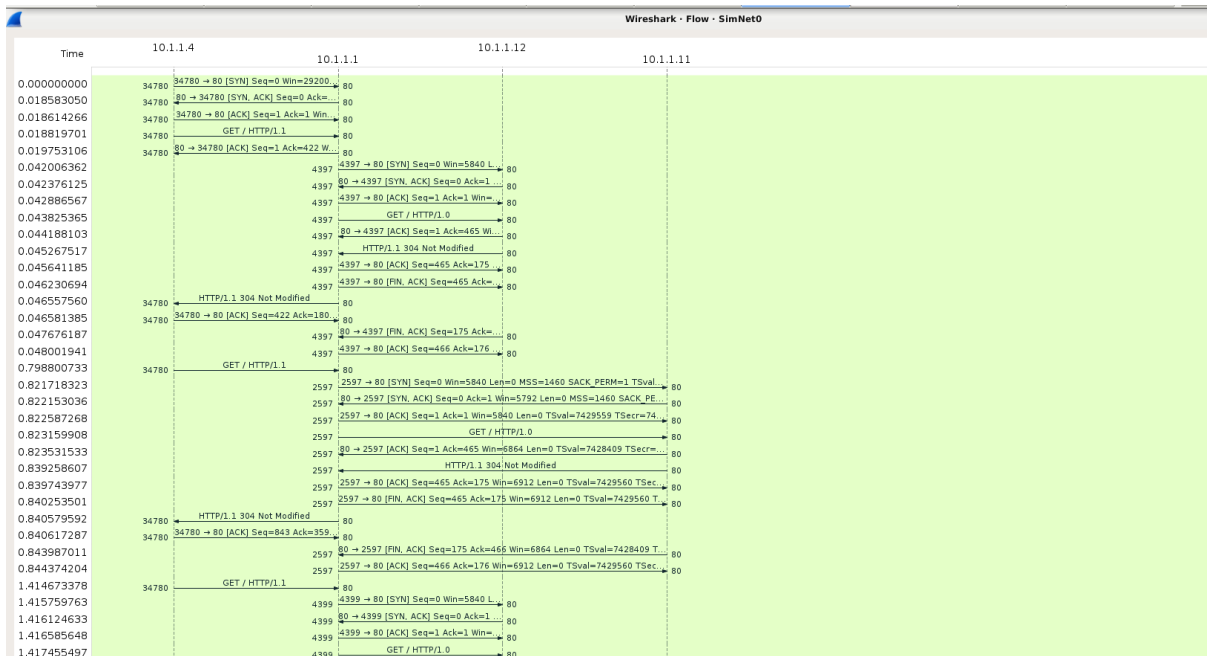 Wireshark · Flow · SimNet0
Time 10.1.1.4 10.1.1.1 10.1.1.12 10.1.1.11
0.000000000 34780 34780 → 80 [SYN] Seq=0 Win=29200... 80
0.018583050 34780 80 → 34780 [SYN, ACK] Seq=0 Ack=... 80
0.018614266 34780 34780 → 80 [ACK] Seq=1 Ack=1 Win... 80
0.018819701 34780 GET / HTTP/1.1 80
0.019753106 34780 80 → 34780 [ACK] Seq=1 Ack=422 W... 80
0.042006362 4397 4397 → 80 [SYN] Seq=0 Win=5840 L... 80
0.042376125 4397 80 → 4397 [SYN, ACK] Seq=0 Ack=1 ... 80
0.042886567 4397 4397 → 80 [ACK] Seq=1 Ack=1 Win=... 80
0.043825365 4397 GET / HTTP/1.0 80
0.044188103 4397 80 → 4397 [ACK] Seq=1 Ack=465 Wi... 80
0.045267517 4397 HTTP/1.1 304 Not Modified 80
0.045641185 4397 4397 → 80 [ACK] Seq=465 Ack=175 ... 80
0.046230694 4397 4397 → 80 [FIN, ACK] Seq=465 Ack=... 80
0.046557560 34780 HTTP/1.1 304 Not Modified 80
0.046581385 34780 34780 → 80 [ACK] Seq=422 Ack=180... 80
0.047676187 4397 80 → 4397 [FIN, ACK] Seq=175 Ack=... 80
0.048001941 4397 4397 → 80 [ACK] Seq=466 Ack=176 ... 80
0.798800733 34780 GET / HTTP/1.1 80
0.821718323 2597 2597 → 80 [SYN] Seq=0 Win=5840 Len=0 MSS=1460 SACK_PERM=1 TSval... 80
0.822153036 2597 80 → 2597 [SYN, ACK] Seq=0 Ack=1 Win=5792 Len=0 MSS=1460 SACK_PE... 80
0.822587268 2597 2597 → 80 [ACK] Seq=1 Ack=1 Win=5840 Len=0 TSval=7429559 TSecr=74... 80
0.823159908 2597 GET / HTTP/1.0 80
0.823531533 2597 80 → 2597 [ACK] Seq=1 Ack=465 Win=6864 Len=0 TSval=7428409 TSecr=... 80
0.839258607 2597 HTTP/1.1 304 Not Modified 80
0.839743977 2597 2597 → 80 [ACK] Seq=465 Ack=175 Win=6912 Len=0 TSval=7429560 TSec... 80
0.840253501 2597 2597 → 80 [FIN, ACK] Seq=465 Ack=175 Win=6912 Len=0 TSval=7429560 T... 80
0.840579592 34780 HTTP/1.1 304 Not Modified 80
0.840617287 34780 34780 → 80 [ACK] Seq=843 Ack=359... 80
0.843987011 2597 80 → 2597 [FIN, ACK] Seq=175 Ack=466 Win=6864 Len=0 TSval=7428409 T... 80
0.844374204 2597 2597 → 80 [ACK] Seq=466 Ack=176 Win=6912 Len=0 TSval=7429560 TSec... 80
1.414673378 34780 GET / HTTP/1.1 80
1.415759763 4399 4399 → 80 [SYN] Seq=0 Win=5840 L... 80
1.416124633 4399 80 → 4399 [SYN, ACK] Seq=0 Ack=1 ... 80
1.416585648 4399 4399 → 80 [ACK] Seq=1 Ack=1 Win=... 80
1.417455497 4399 GET / HTTP/1.0 80